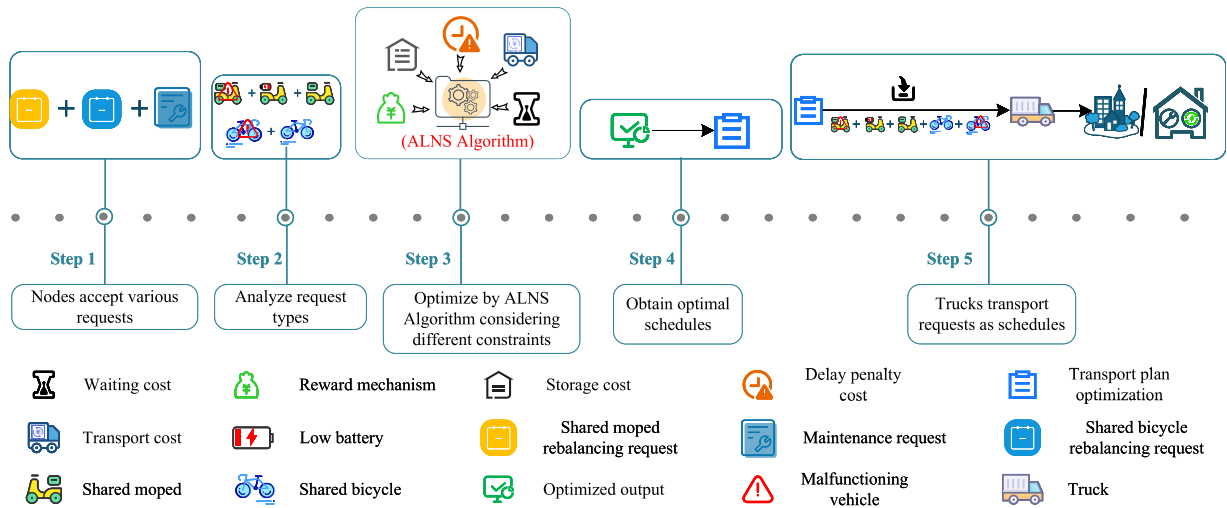 (ALNS Algorithm)
Step 1
Step 2
Step 3
Step 4
Step 5
Nodes accept various
requests
Analyze request
types
Optimize by ALNS
Algorithm considering
different constraints
Obtain optimal
schedules
Trucks transport
requests as schedules
Waiting cost
Reward mechanism
Storage cost
Delay penalty
cost
Transport plan
optimization
Transport cost
Low battery
Shared moped
rebalancing request
Maintenance request
Shared bicycle
rebalancing request
Shared moped
Shared bicycle
Optimized output
Malfunctioning
vehicle
Truck